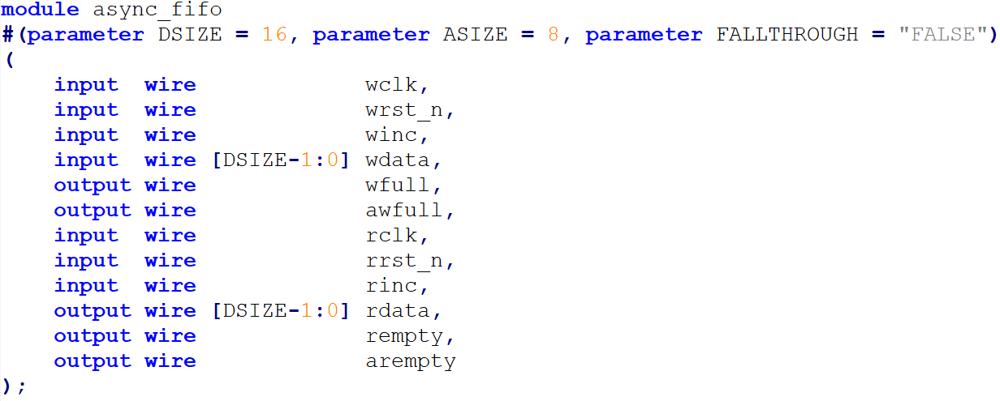 module async_fifo
#(parameter DSIZE = 16, parameter ASIZE = 8, parameter FALLTHROUGH = "FALSE")
(
    input  wire             wclk,
    input  wire             wrst_n,
    input  wire             winc,
    input  wire [DSIZE-1:0] wdata,
    output wire             wfull,
    output wire             awfull,
    input  wire             rclk,
    input  wire             rrst_n,
    input  wire             rinc,
    output wire [DSIZE-1:0] rdata,
    output wire             rempty,
    output wire             arempty
);